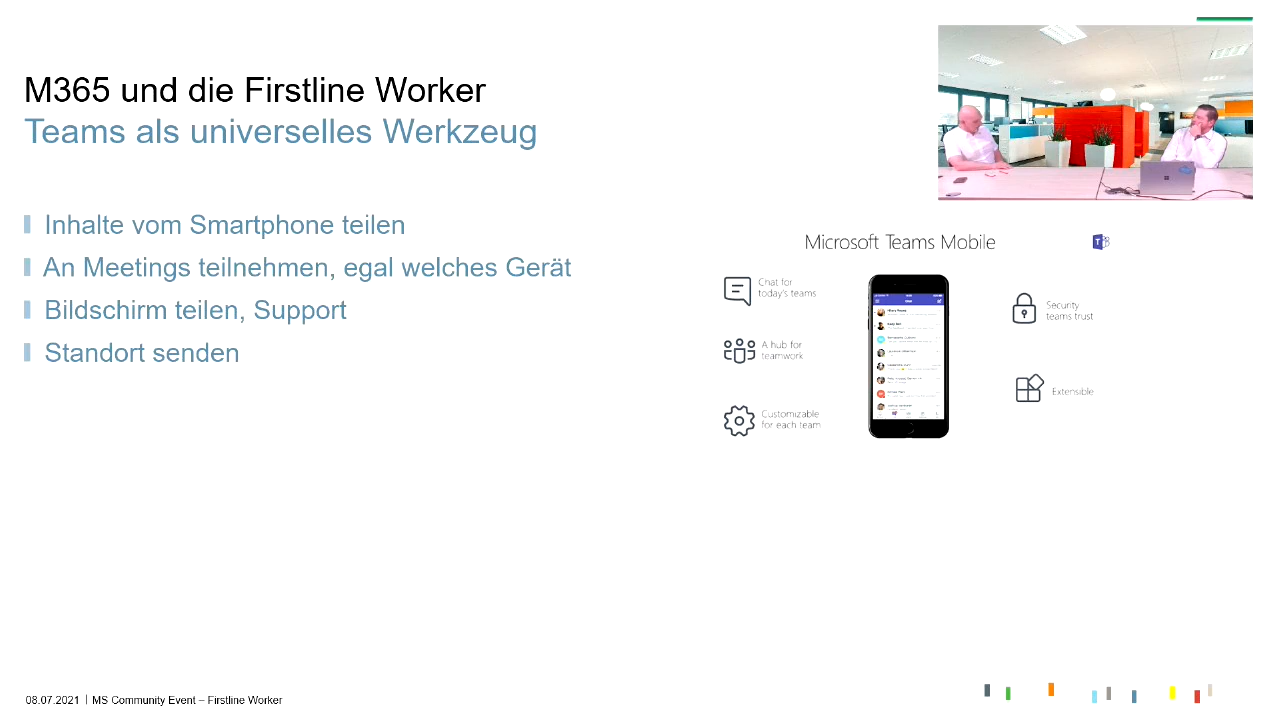 M365 und die Firstline Worker
Teams als universelles Werkzeug
Inhalte vom Smartphone teilen
An Meetings teilnehmen, egal welches Gerät
Bildschirm teilen, Support
Standort senden
Microsoft Teams Mobile
Chat for
today's teams
A hub for
teamwork
Customizable
for each team
Security
teams trust
Extensible
08.07.2021 | MS Community Event – Firstline Worker